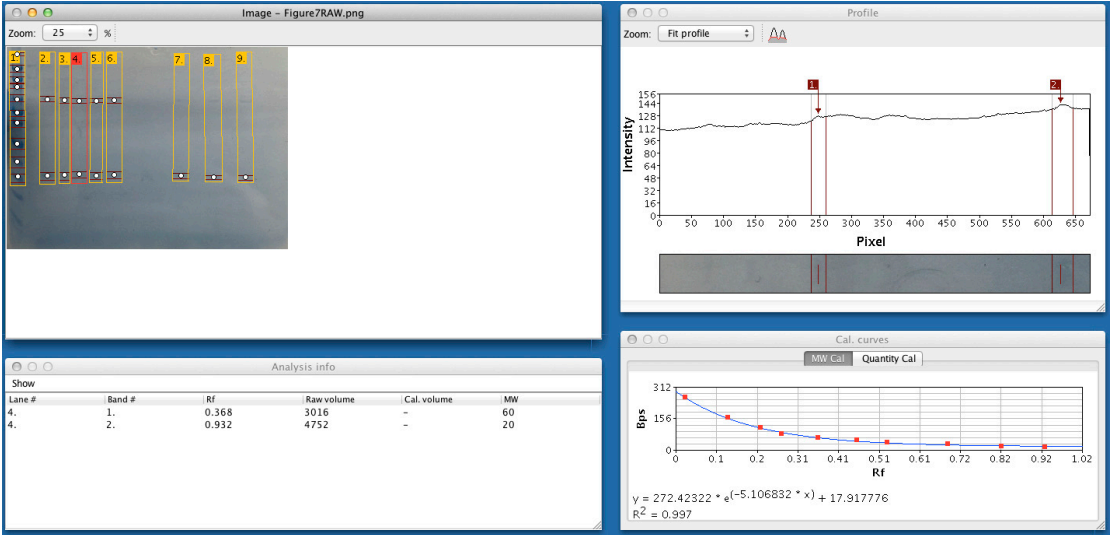 Image – Figure7RAW.png
Zoom: 25 %
1. 2. 3. 4. 5. 6. 7. 8. 9.
Analysis info
Show
Lane # Band # Rf Raw volume Cal. volume MW
4. 1. 0.368 3016 – 60
4. 2. 0.932 4752 – 20
Profile
Zoom: Fit profile
1. 2.
156
144
128
112
96
80
64
48
32
16
0
Intensity
0 50 100 150 200 250 300 350 400 450 500 550 600 650
Pixel
Cal. curves
MW Cal Quantity Cal
312
156
0
Bps
0 0.1 0.2 0.31 0.41 0.51 0.61 0.72 0.82 0.92 1.02
Rf
y = 272.42322 * e(−5.106832 * x) + 17.917776
R2 = 0.997